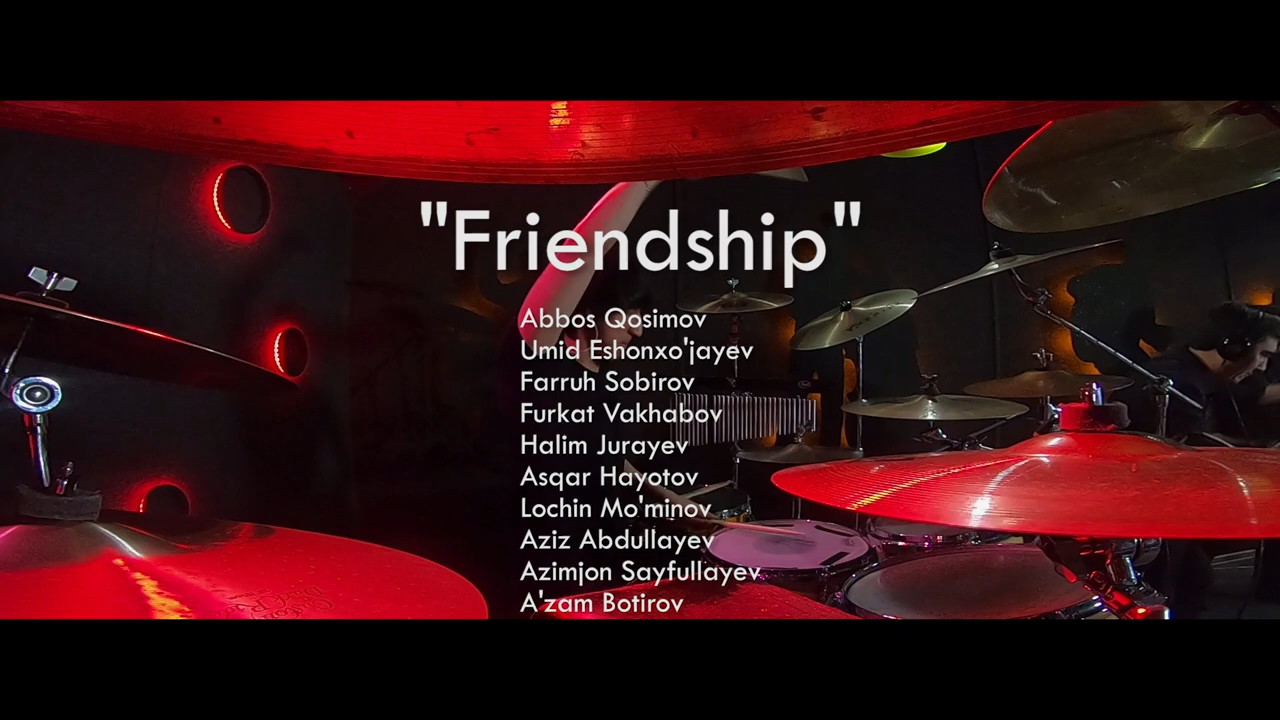 "Friendship"
Abbos Qosimov
Umid Eshonxo'jayev
Farruh Sobirov
Furkat Vakhabov
Halim Jurayev
Asqar Hayotov
Lochin Mo'minov
Aziz Abdullayev
Azimjon Sayfullayev
A'zam Botirov